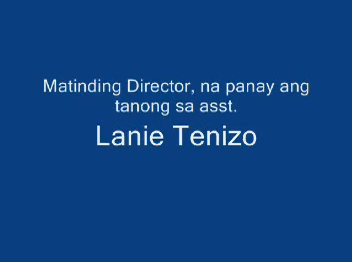 Matinding Director, na panay ang
tanong sa asst.
Lanie Tenizo